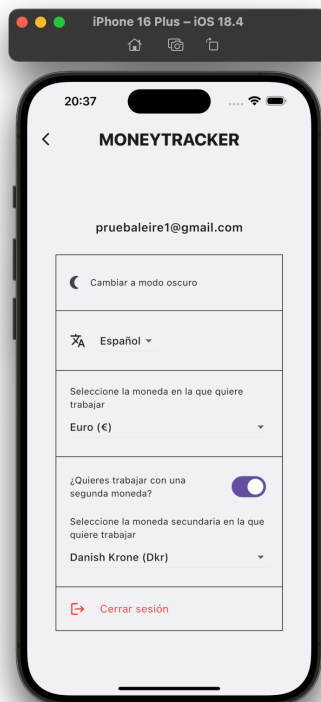 iPhone 16 Plus – iOS 18.4
20:37
MONEYTRACKER
pruebaleire1@gmail.com
Cambiar a modo oscuro
Español
Seleccione la moneda en la que quiere
trabajar
Euro (€)
¿Quieres trabajar con una
segunda moneda?
Seleccione la moneda secundaria en la que
quiere trabajar
Danish Krone (Dkr)
Cerrar sesión